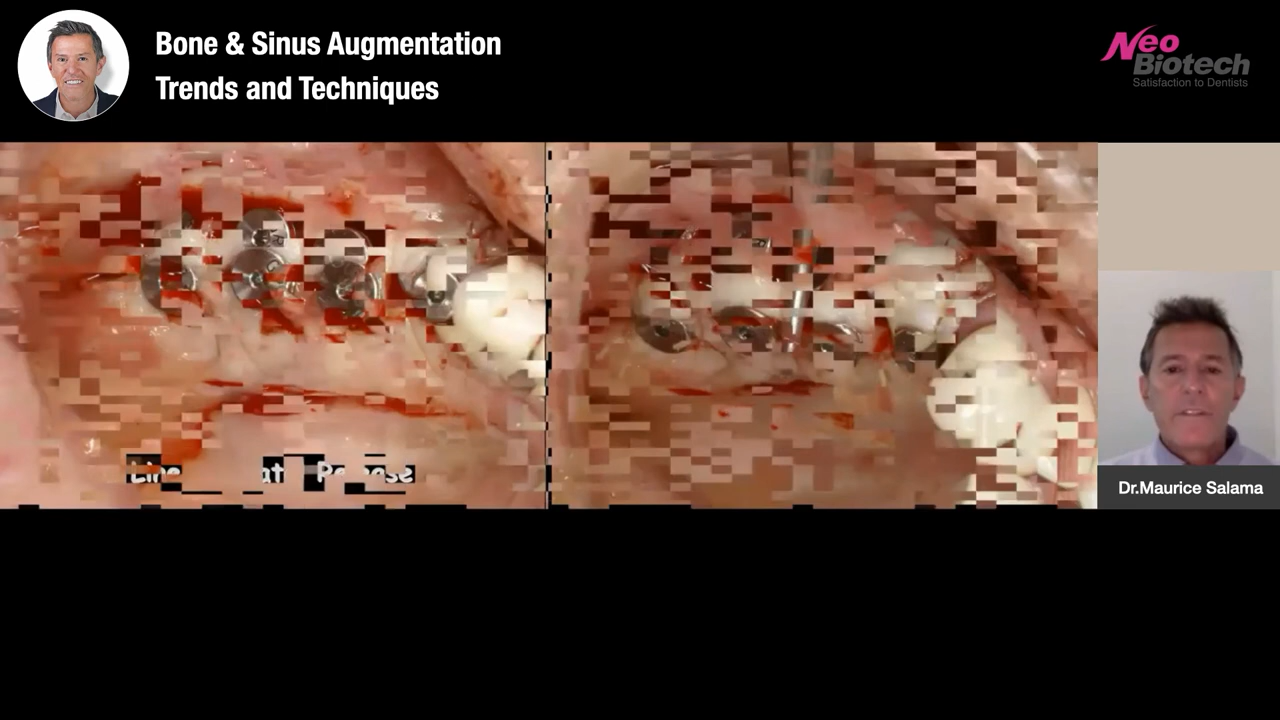 Bone & Sinus Augmentation
Trends and Techniques
Neo
Biotech
Satisfaction to Dentists
Dr.Maurice Salama